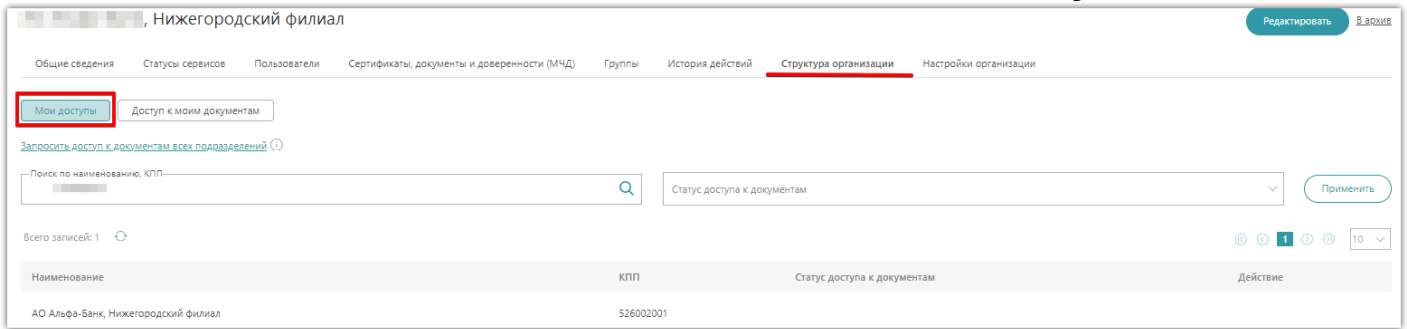 , Нижегородский филиал
Редактировать
В архив
Общие сведения Статусы сервисов Пользователи Сертификаты, документы и доверенности (МЧД) Группы История действий Структура организации Настройки организации
Мои доступы Доступ к моим документам
Запросить доступ к документам всех подразделений
Поиск по наименованию, КПП
Статус доступа к документам
Применить
Всего записей: 1
1
10
Наименование КПП Статус доступа к документам Действие
АО Альфа-Банк, Нижегородский филиал 526002001